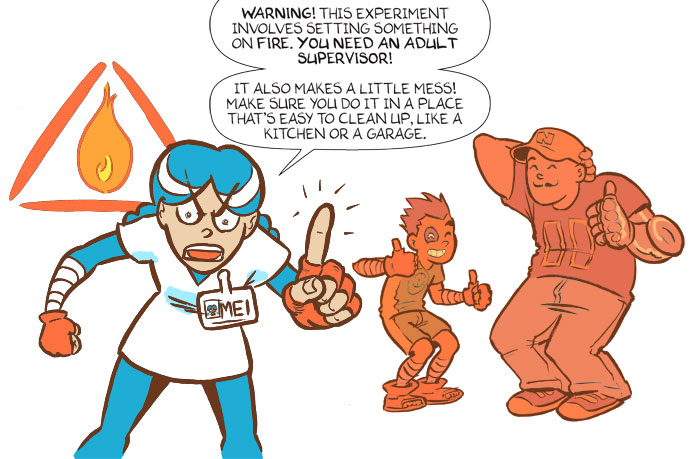 WARNING! THIS EXPERIMENT
INVOLVES SETTING SOMETHING
ON FIRE. YOU NEED AN ADULT
SUPERVISOR!
IT ALSO MAKES A LITTLE MESS!
MAKE SURE YOU DO IT IN A PLACE
THAT'S EASY TO CLEAN UP, LIKE A
KITCHEN OR A GARAGE.
N
MEI